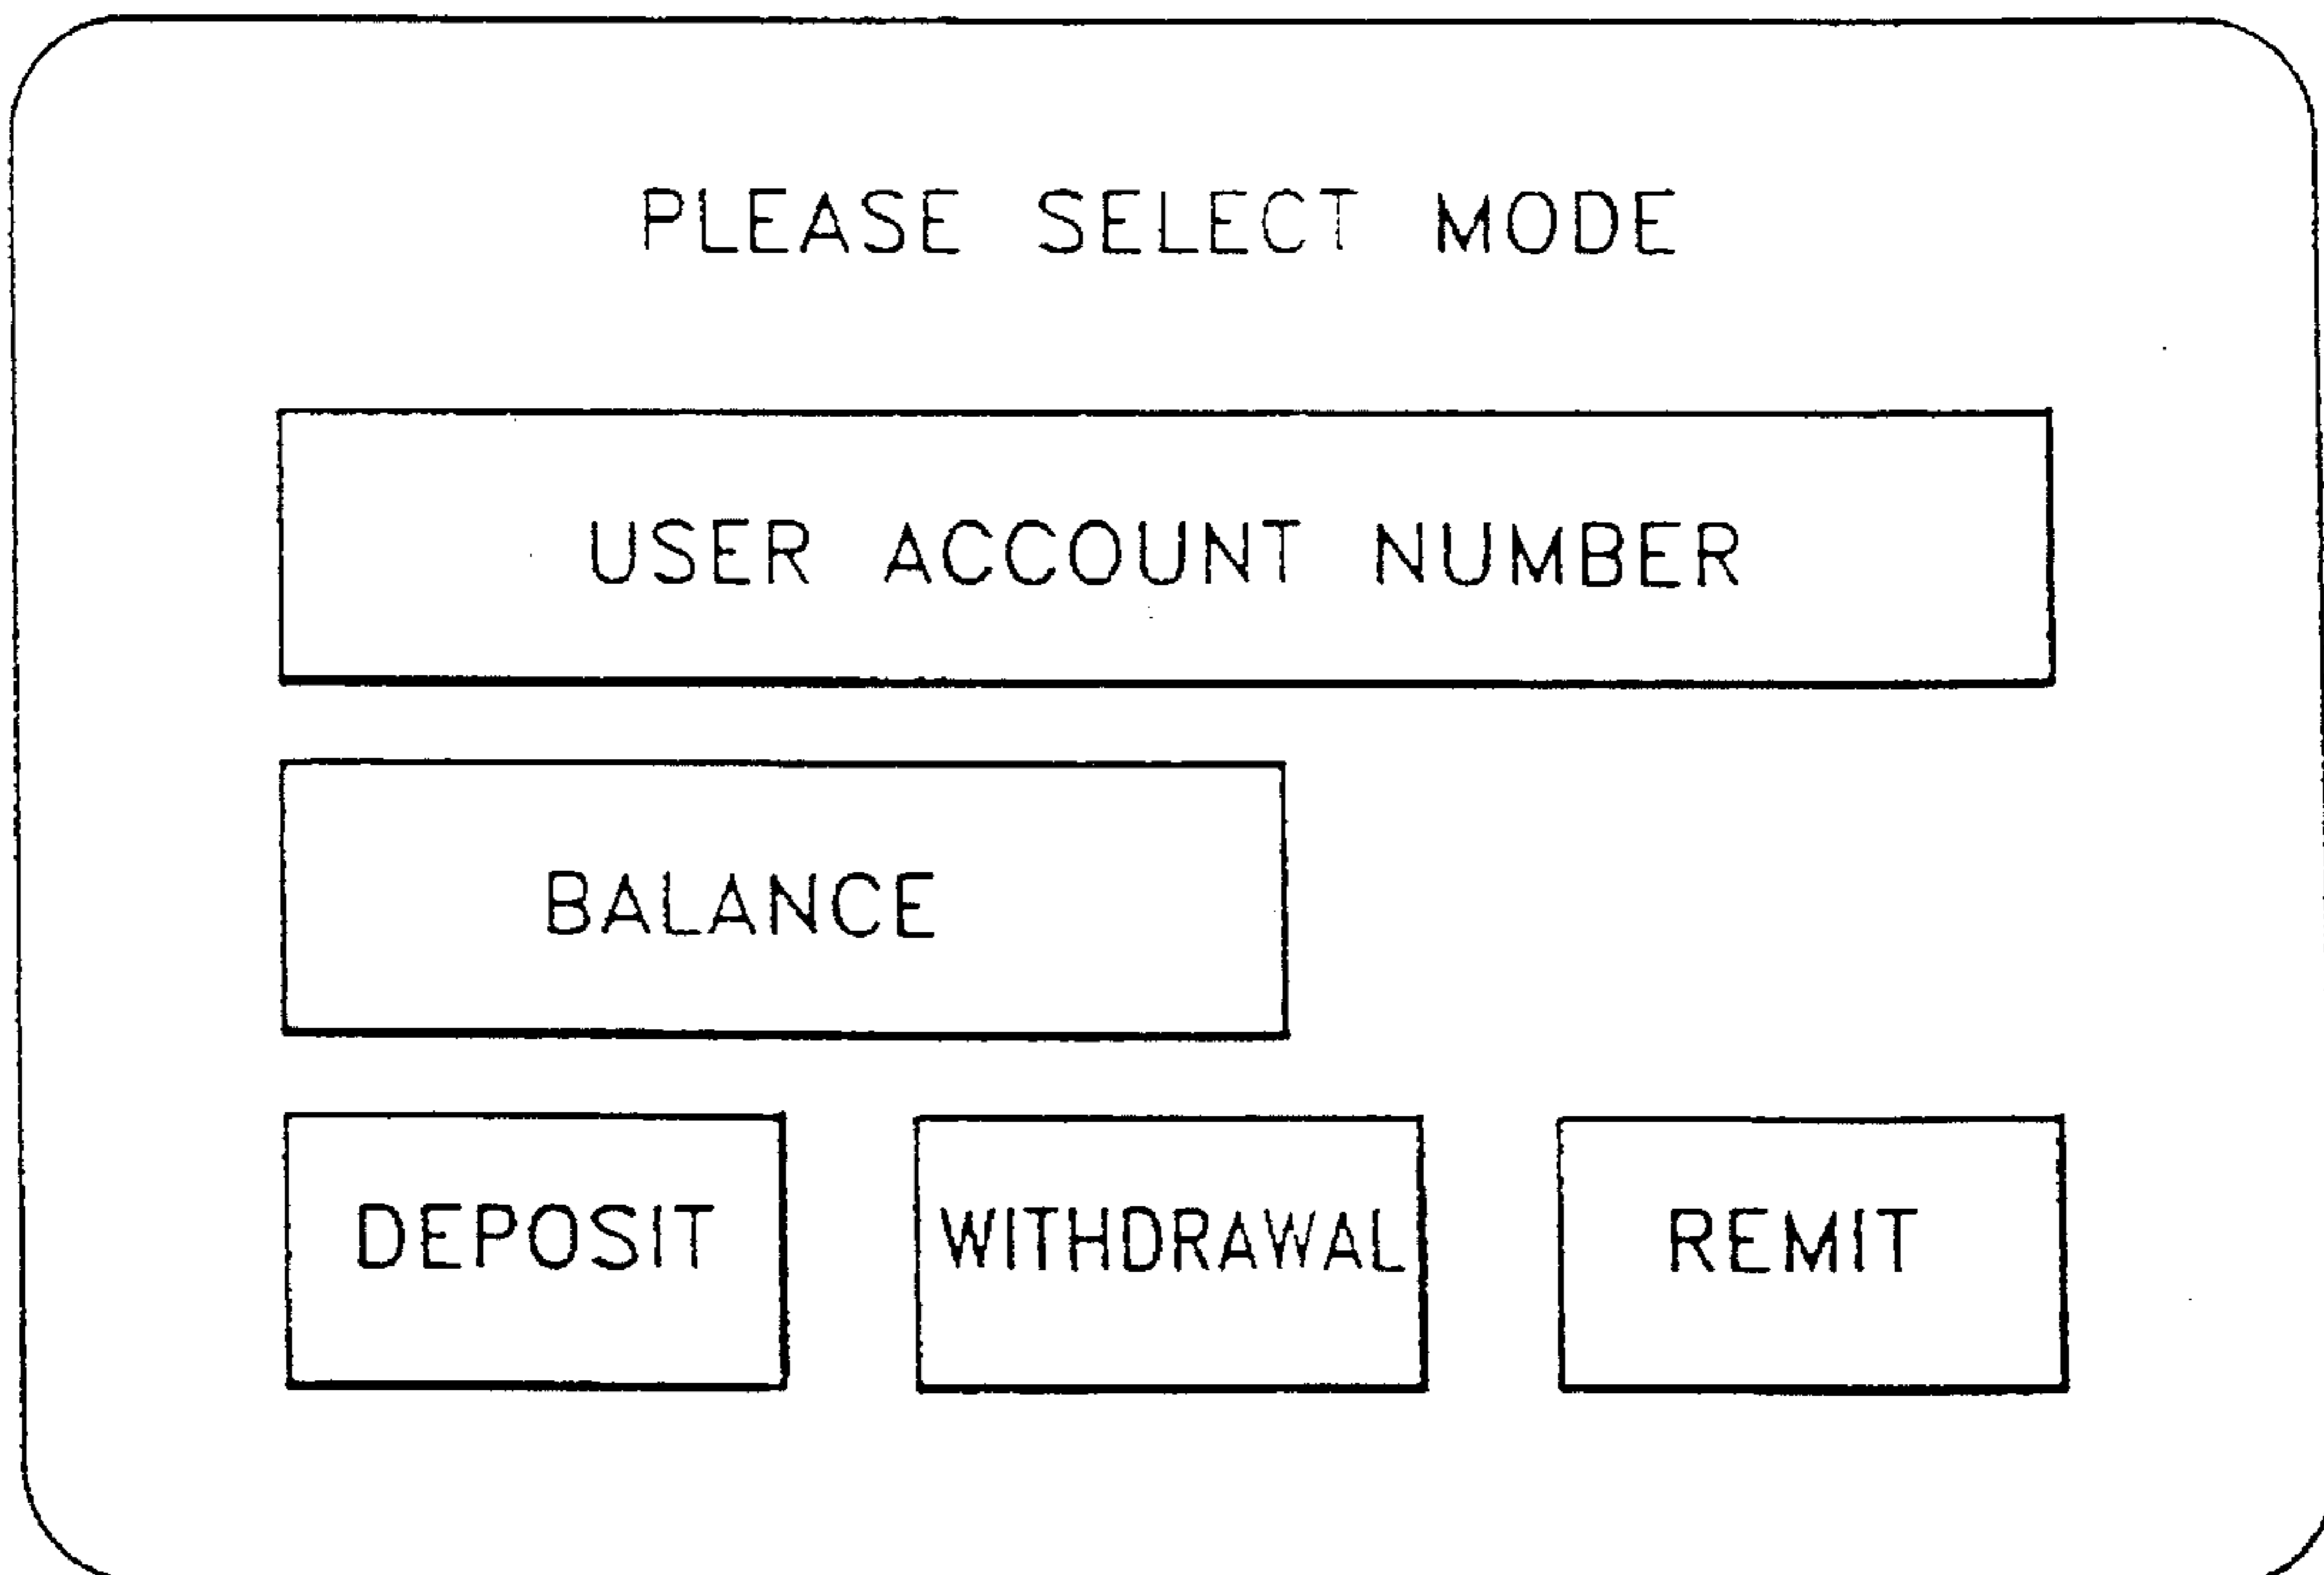 PLEASE SELECT MODE
USER ACCOUNT NUMBER
BALANCE
DEPOSIT WITHDRAWAL REMIT